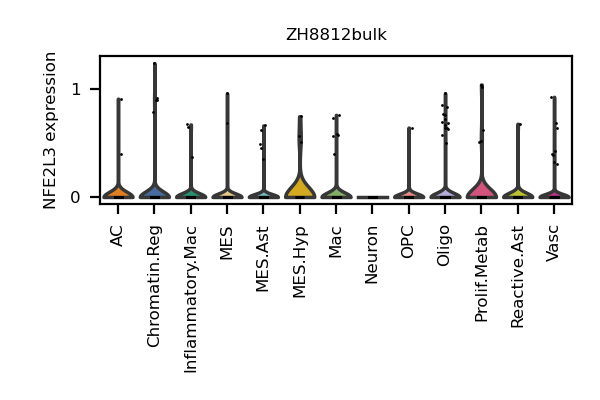 ZH8812bulk
NFE2L3 expression
1
0
AC
Chromatin.Reg
Inflammatory.Mac
MES
MES.Ast
MES.Hyp
Mac
Neuron
OPC
Oligo
Prolif.Metab
Reactive.Ast
Vasc